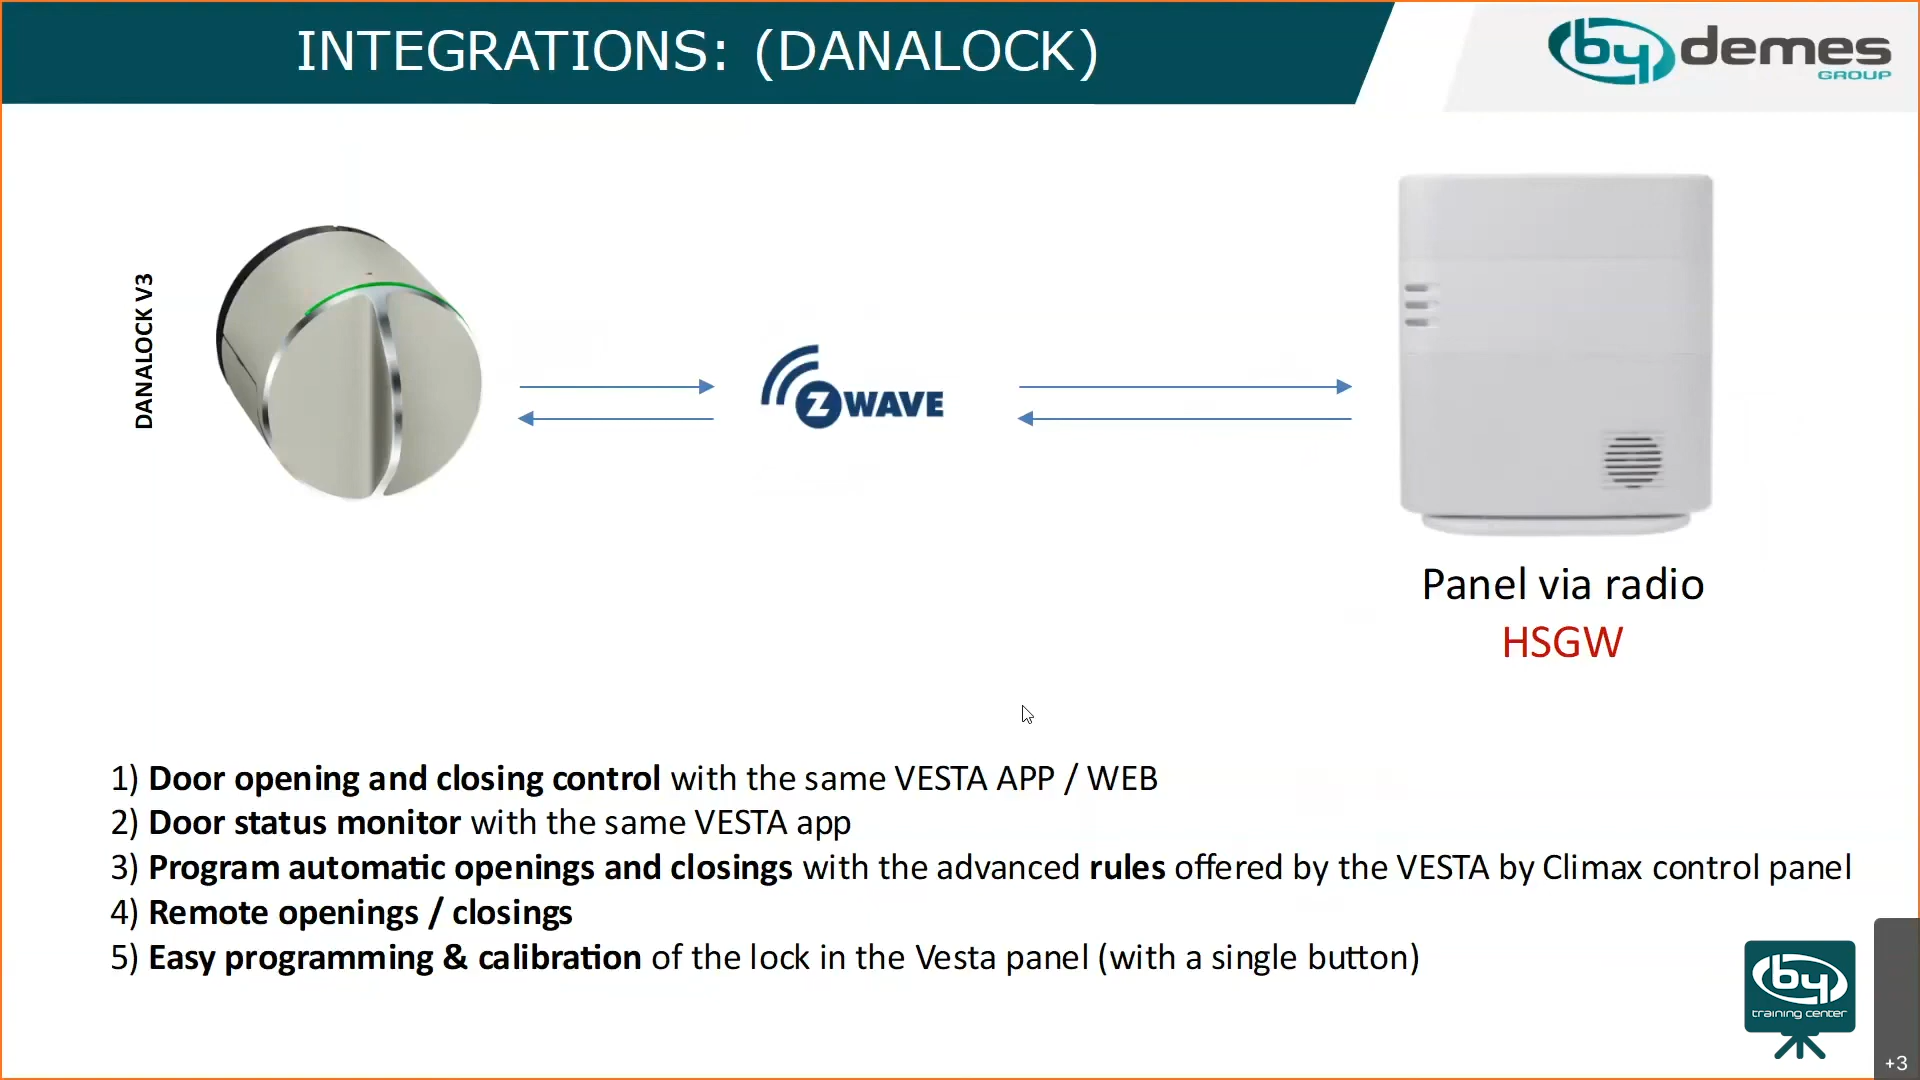 INTEGRATIONS: (DANALOCK)
by demes
GROUP
DANALOCK V3
Z WAVE
Panel via radio
HSGW
1) Door opening and closing control with the same VESTA APP / WEB
2) Door status monitor with the same VESTA app
3) Program automatic openings and closings with the advanced rules offered by the VESTA by Climax control panel
4) Remote openings / closings
5) Easy programming & calibration of the lock in the Vesta panel (with a single button)
by
training center
+3